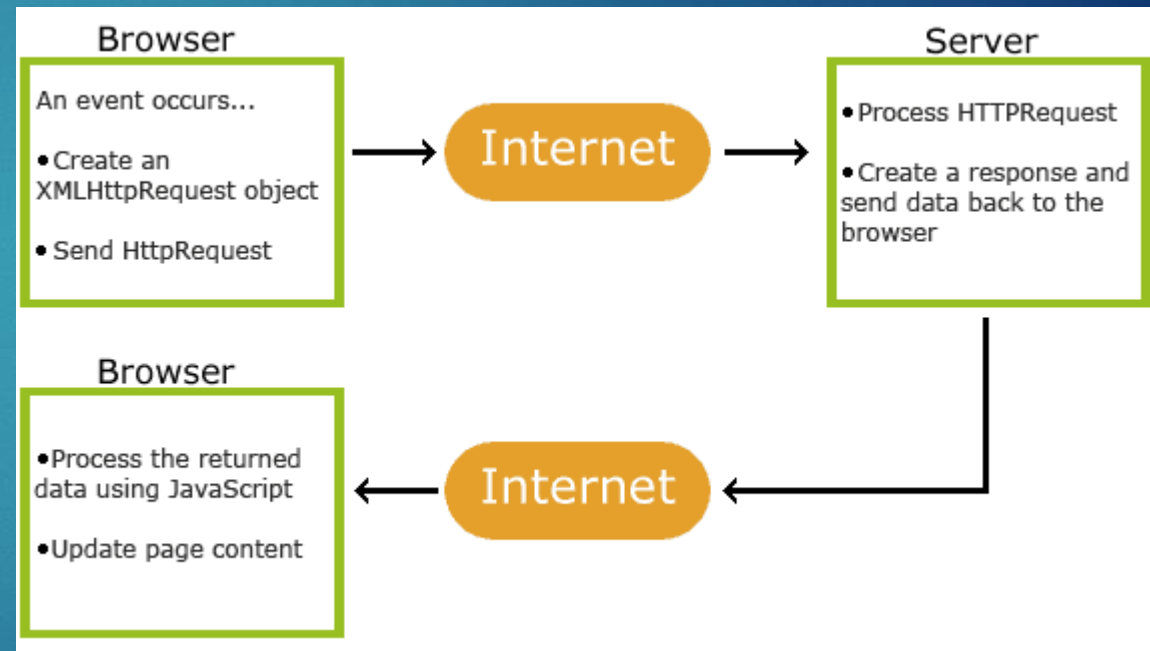 Browser
An event occurs...
•Create an
XMLHttpRequest object
• Send HttpRequest
Internet
Server
•Process HTTPRequest
•Create a response and
send data back to the
browser
Browser
•Process the returned
data using JavaScript
•Update page content
Internet